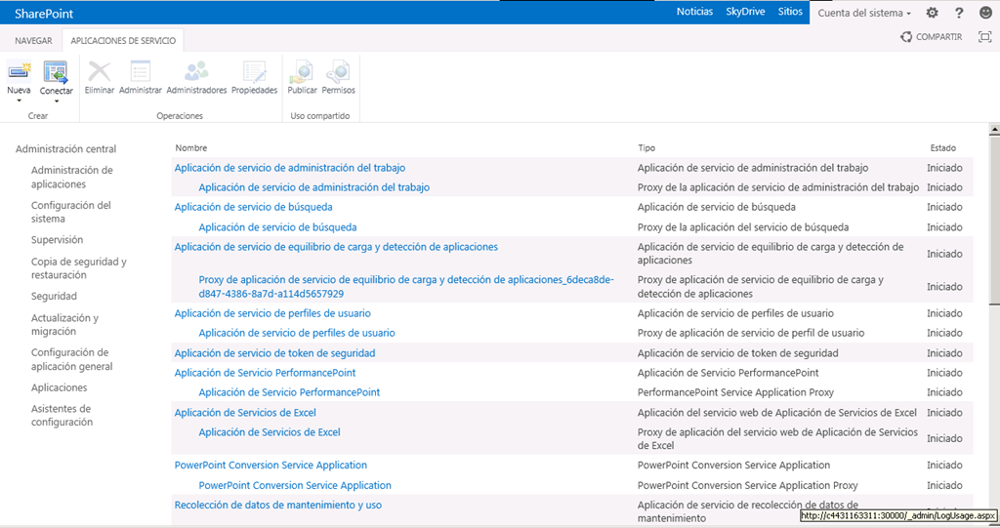 SharePoint
Noticias SkyDrive Sitios Cuenta del sistema ?
NAVEGAR APLICACIONES DE SERVICIO COMPARTIR
Nueva Conectar Eliminar Administrar Administradores Propiedades Publicar Permisos
Crear Operaciones Uso compartido
Administración central
Administración de
aplicaciones
Configuración del
sistema
Supervisión
Copia de seguridad y
restauración
Seguridad
Actualización y
migración
Configuración de
aplicación general
Aplicaciones
Asistentes de
configuración
Nombre Tipo Estado
Aplicación de servicio de administración del trabajo Aplicación de servicio de administración del trabajo Iniciado
Aplicación de servicio de administración del trabajo Proxy de la aplicación de servicio de administración del trabajo Iniciado
Aplicación de servicio de búsqueda Aplicación de servicio de búsqueda Iniciado
Aplicación de servicio de búsqueda Proxy de la aplicación del servicio de búsqueda Iniciado
Aplicación de servicio de equilibrio de carga y detección de aplicaciones Aplicación de servicio de equilibrio de carga y detección de
aplicaciones Iniciado
Proxy de aplicación de servicio de equilibrio de carga y detección de aplicaciones_6deca8de-
d847-4386-8a7d-a114d5657929 Proxy de aplicación de servicio de equilibrio de carga y
detección de aplicaciones Iniciado
Aplicación de servicio de perfiles de usuario Aplicación de servicio de perfiles de usuario Iniciado
Aplicación de servicio de perfiles de usuario Proxy de aplicación de servicio de perfil de usuario Iniciado
Aplicación de servicio de token de seguridad Aplicación de servicio de token de seguridad Iniciado
Aplicación de Servicio PerformancePoint Aplicación de Servicio PerformancePoint Iniciado
Aplicación de Servicio PerformancePoint PerformancePoint Service Application Proxy Iniciado
Aplicación de Servicios de Excel Aplicación del servicio web de Aplicación de Servicios de Excel Iniciado
Aplicación de Servicios de Excel Proxy de aplicación del servicio web de Aplicación de Servicios
de Excel Iniciado
PowerPoint Conversion Service Application PowerPoint Conversion Service Application Iniciado
PowerPoint Conversion Service Application PowerPoint Conversion Service Application Proxy Iniciado
Recolección de datos de mantenimiento y uso Aplicación de servicio de recolección de datos de
mantenimiento
http://c4431163311:30000/_admin/LogUsage.aspx